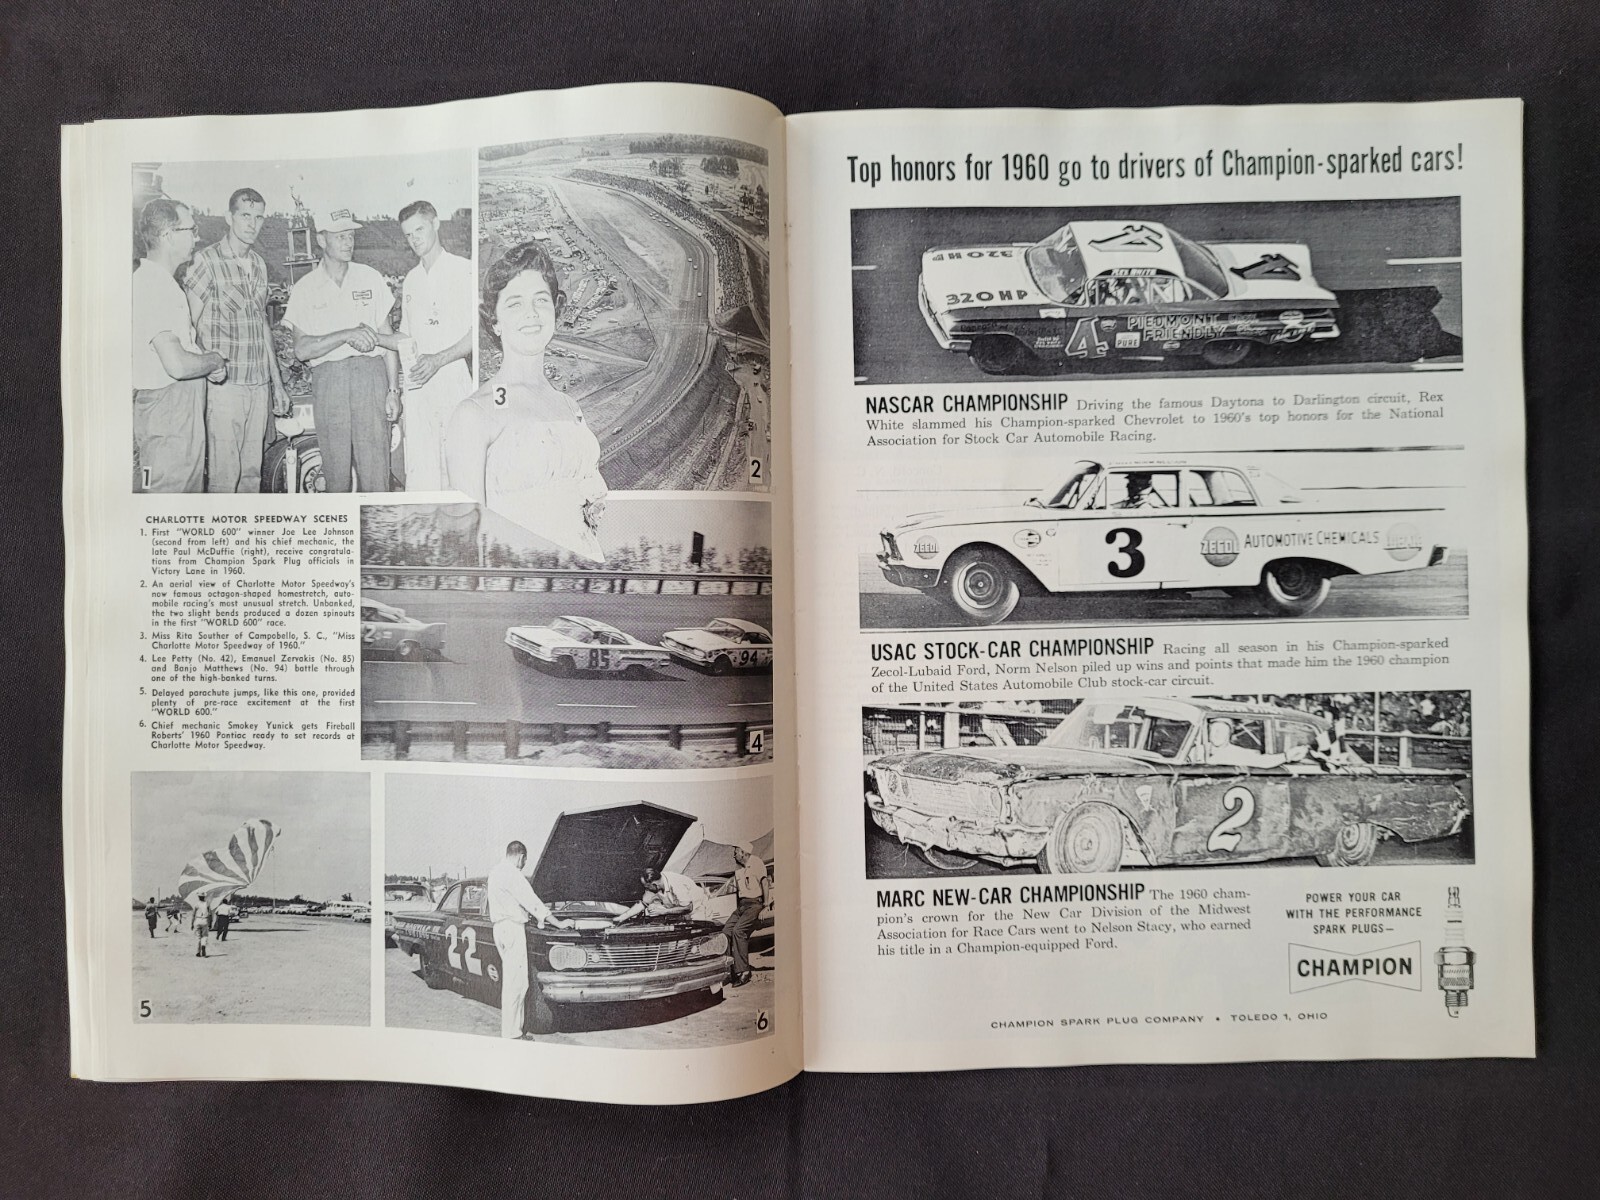 1
2
3
CHARLOTTE MOTOR SPEEDWAY SCENES
1. First "WORLD 600" winner Joe Lee Johnson
(second from left) and his chief mechanic, the
late Paul McDuffie (right), receive congratula-
tions from Champion Spark Plug officials in
Victory Lane in 1960.
2. An aerial view of Charlotte Motor Speedway's
now famous octagon-shaped homestretch, auto-
mobile racing's most unusual stretch. Unbanked,
the two slight bends produced a dozen spinouts
in the first "WORLD 600" race.
3. Miss Rita Souther of Campobello, S. C., "Miss
Charlotte Motor Speedway of 1960."
4. Lee Petty (No. 42), Emanuel Zervakis (No. 85)
and Banjo Matthews (No. 94) battle through
one of the high-banked turns.
5. Delayed parachute jumps, like this one, provided
plenty of pre-race excitement at the first
"WORLD 600."
6. Chief mechanic Smokey Yunick gets Fireball
Roberts' 1960 Pontiac ready to set records at
Charlotte Motor Speedway.
2
85
94
4
5
22
6
Top honors for 1960 go to drivers of Champion-sparked cars!
4
4
320 HP
REX WHITE
320 HP
4
PIEDMONT
FRIENDLY
PURE
NASCAR CHAMPIONSHIP Driving the famous Daytona to Darlington circuit, Rex
White slammed his Champion-sparked Chevrolet to 1960's top honors for the National
Association for Stock Car Automobile Racing.
ZECOL
3
ZECOL AUTOMOTIVE CHEMICALS
USAC STOCK-CAR CHAMPIONSHIP Racing all season in his Champion-sparked
Zecol-Lubaid Ford, Norm Nelson piled up wins and points that made him the 1960 champion
of the United States Automobile Club stock-car circuit.
2
MARC NEW-CAR CHAMPIONSHIP The 1960 cham-
pion's crown for the New Car Division of the Midwest
Association for Race Cars went to Nelson Stacy, who earned
his title in a Champion-equipped Ford.
POWER YOUR CAR
WITH THE PERFORMANCE
SPARK PLUGS—
CHAMPION
CHAMPION SPARK PLUG COMPANY • TOLEDO 1, OHIO